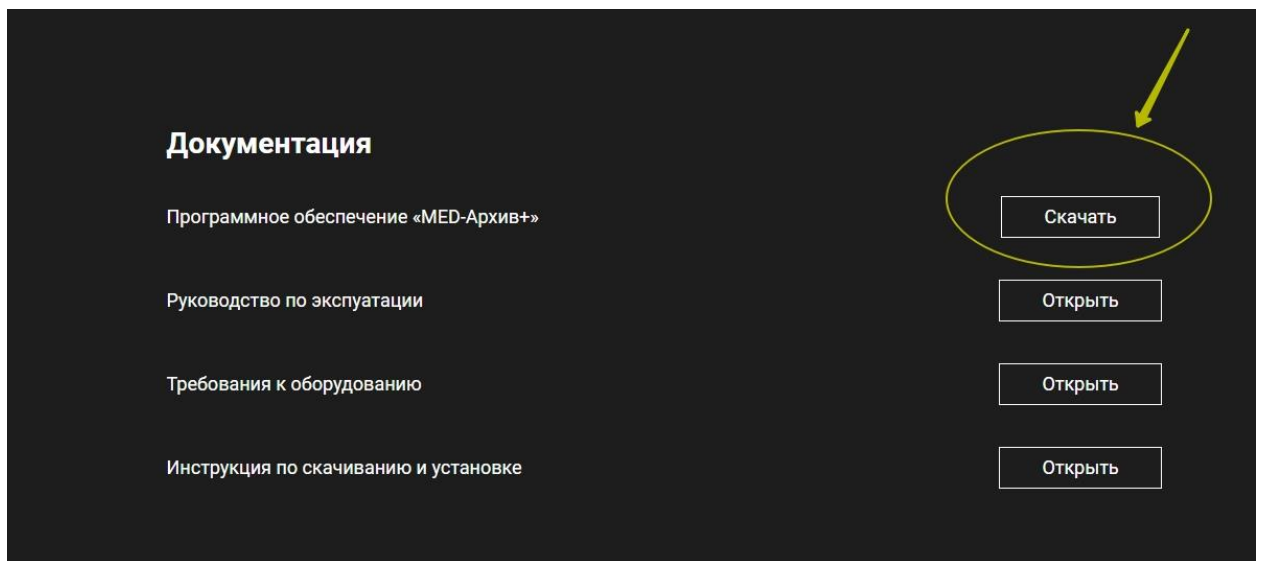 Документация
Программное обеспечение «MED-Архив+»
Скачать
Руководство по экспуатации
Открыть
Требования к оборудованию
Открыть
Инструкция по скачиванию и установке
Открыть